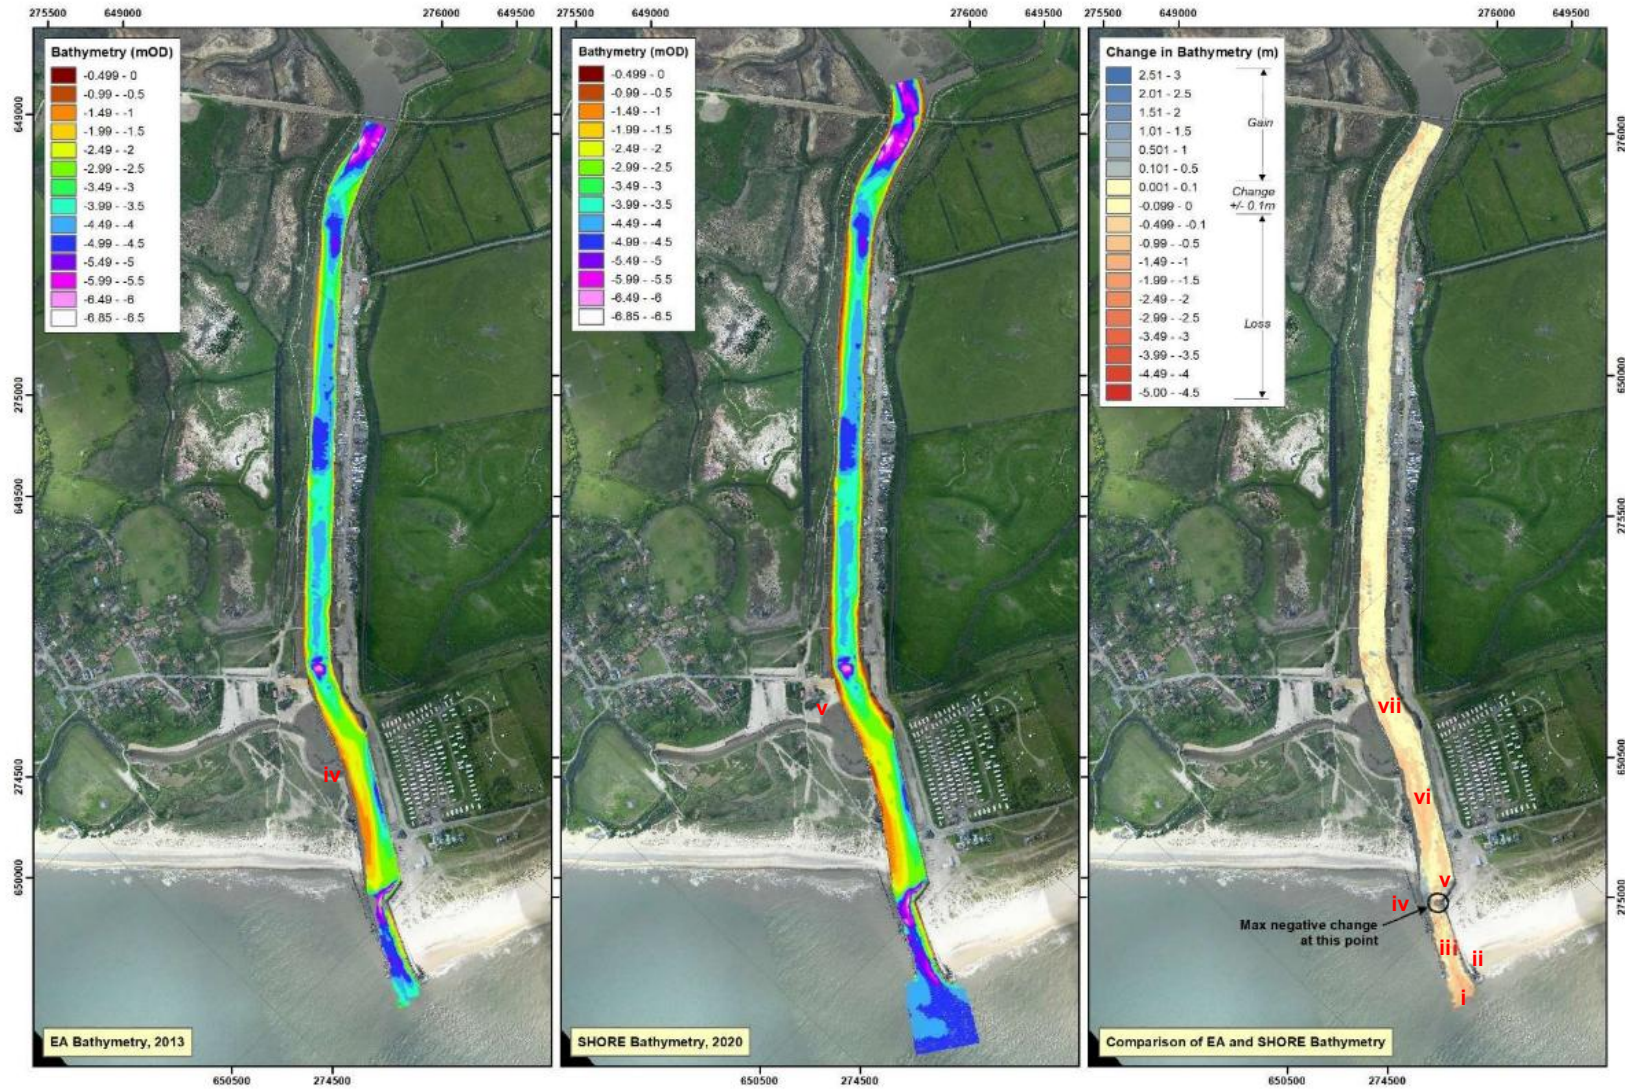 275500
649000
276000
649500
275500
649000
276000
649500
275500
649000
276000
649500
Bathymetry (mOD)
-0.499 - 0
-0.99 - -0.5
-1.49 - -1
-1.99 - -1.5
-2.49 - -2
-2.99 - -2.5
-3.49 - -3
-3.99 - -3.5
-4.49 - -4
-4.99 - -4.5
-5.49 - -5
-5.99 - -5.5
-6.49 - -6
-6.85 - -6.5
Bathymetry (mOD)
-0.499 - 0
-0.99 - -0.5
-1.49 - -1
-1.99 - -1.5
-2.49 - -2
-2.99 - -2.5
-3.49 - -3
-3.99 - -3.5
-4.49 - -4
-4.99 - -4.5
-5.49 - -5
-5.99 - -5.5
-6.49 - -6
-6.85 - -6.5
Change in Bathymetry (m)
2.51 - 3
2.01 - 2.5
1.51 - 2
1.01 - 1.5
0.501 - 1
0.101 - 0.5
0.001 - 0.1
-0.099 - 0
-0.499 - -0.1
-0.99 - -0.5
-1.49 - -1
-1.99 - -1.5
-2.49 - -2
-2.99 - -2.5
-3.49 - -3
-3.99 - -3.5
-4.49 - -4
-5.00 - -4.5
Gain
Change
+/- 0.1m
Loss
649000
275000
649500
274500
650000
276000
650000
275500
650500
275000
iv
v
vii
vi
v
iv
iii
ii
i
Max negative change
at this point
EA Bathymetry, 2013
SHORE Bathymetry, 2020
Comparison of EA and SHORE Bathymetry
650500
274500
650500
274500
650500
274500